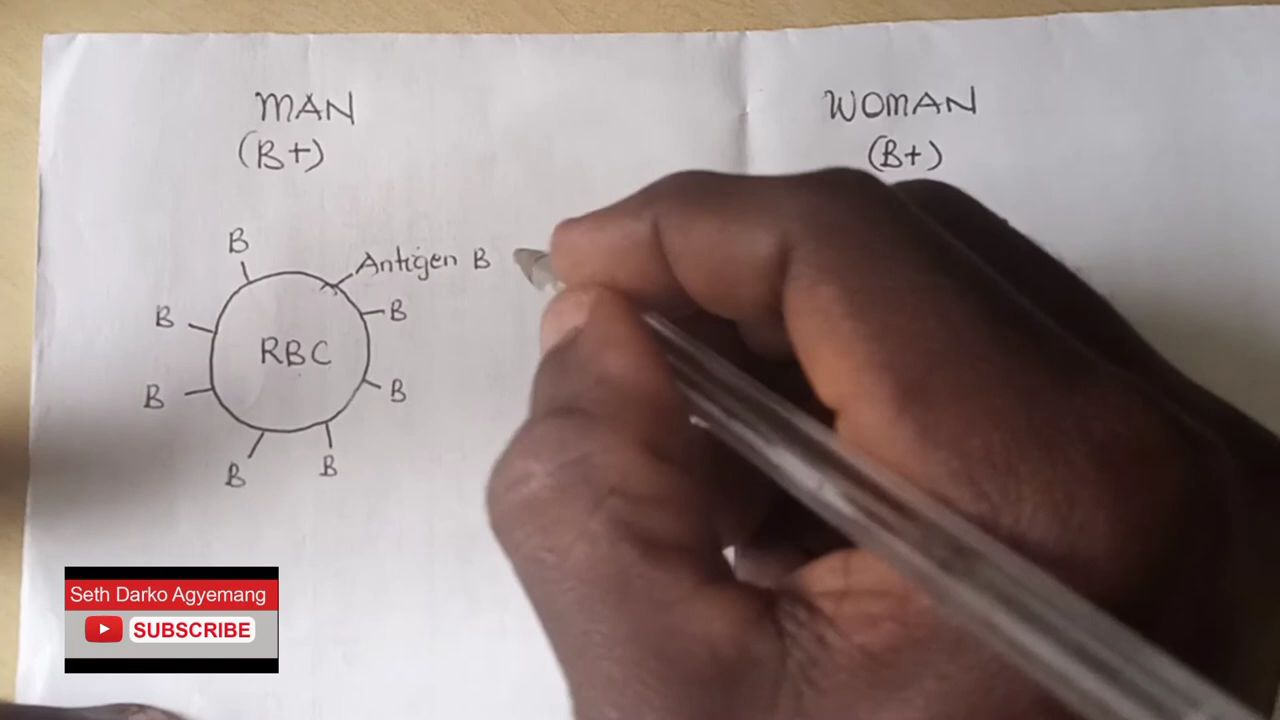 MAN
(B+)
WOMAN
(B+)
B
Antigen B
B
B
RBC
B
B
B
B
Seth Darko Agyemang
SUBSCRIBE